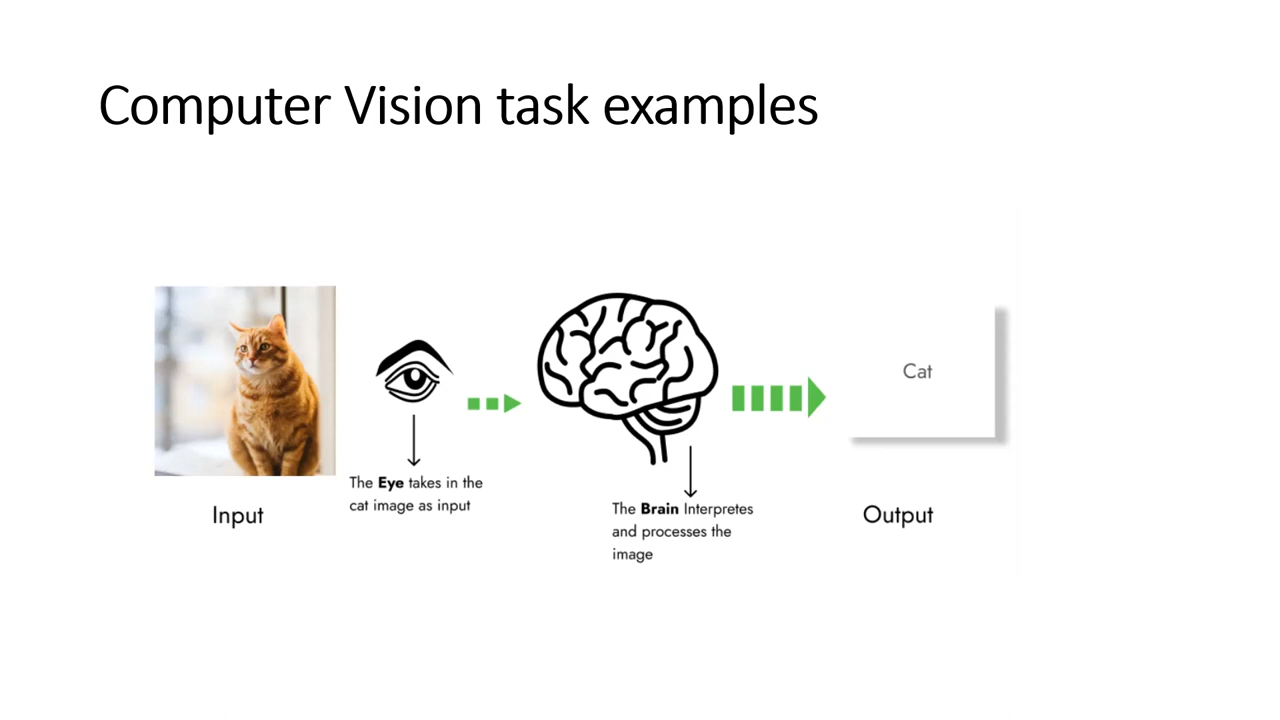 Computer Vision task examples
Cat
The Eye takes in the
cat image as input
Input
The Brain Interpretes
and processes the
image
Output